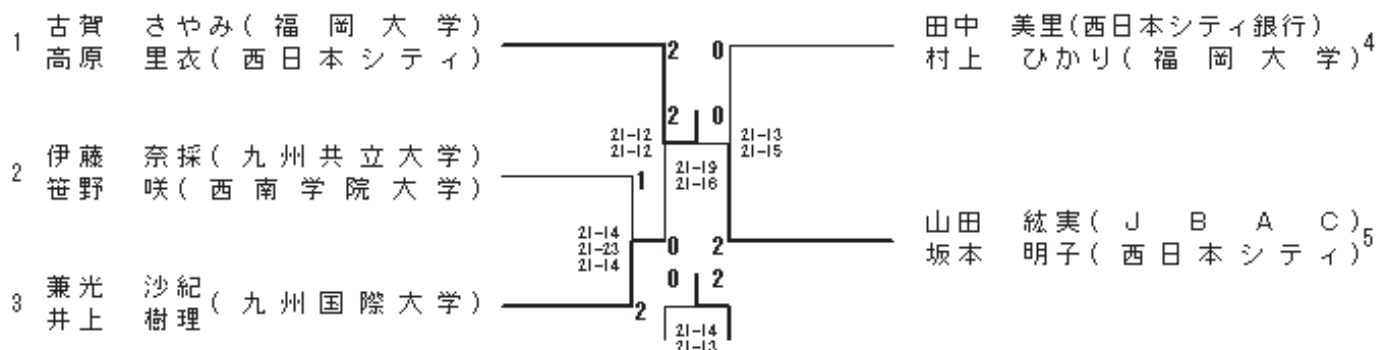 1
古賀 さやみ(福岡大学)
高原 里衣(西日本シティ)
2
伊藤 奈採(九州共立大学)
笹野 咲(西南学院大学)
3
兼光 沙紀
井上 樹理
(九州国際大学)
2 0
2 0
21-12
21-12
21-19
21-16
21-13
21-15
1
21-14
21-23
21-14
0 2
0 2
2
21-14
21-13
田中 美里(西日本シティ銀行)
村上 ひかり(福岡大学)
4
山田 紘実(JBAC)
坂本 明子(西日本シティ)
5